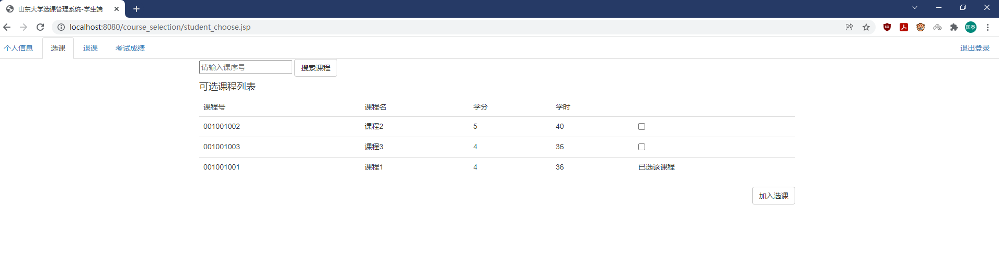 山东大学选课管理系统-学生端
localhost:8080/course_selection/student_choose.jsp
国泰
个人信息 选课 退课 考试成绩 退出登录
请输入课序号 搜索课程
可选课程列表
课程号 课程名 学分 学时
001001002 课程2 5 40
001001003 课程3 4 36
001001001 课程1 4 36 已选该课程
加入选课